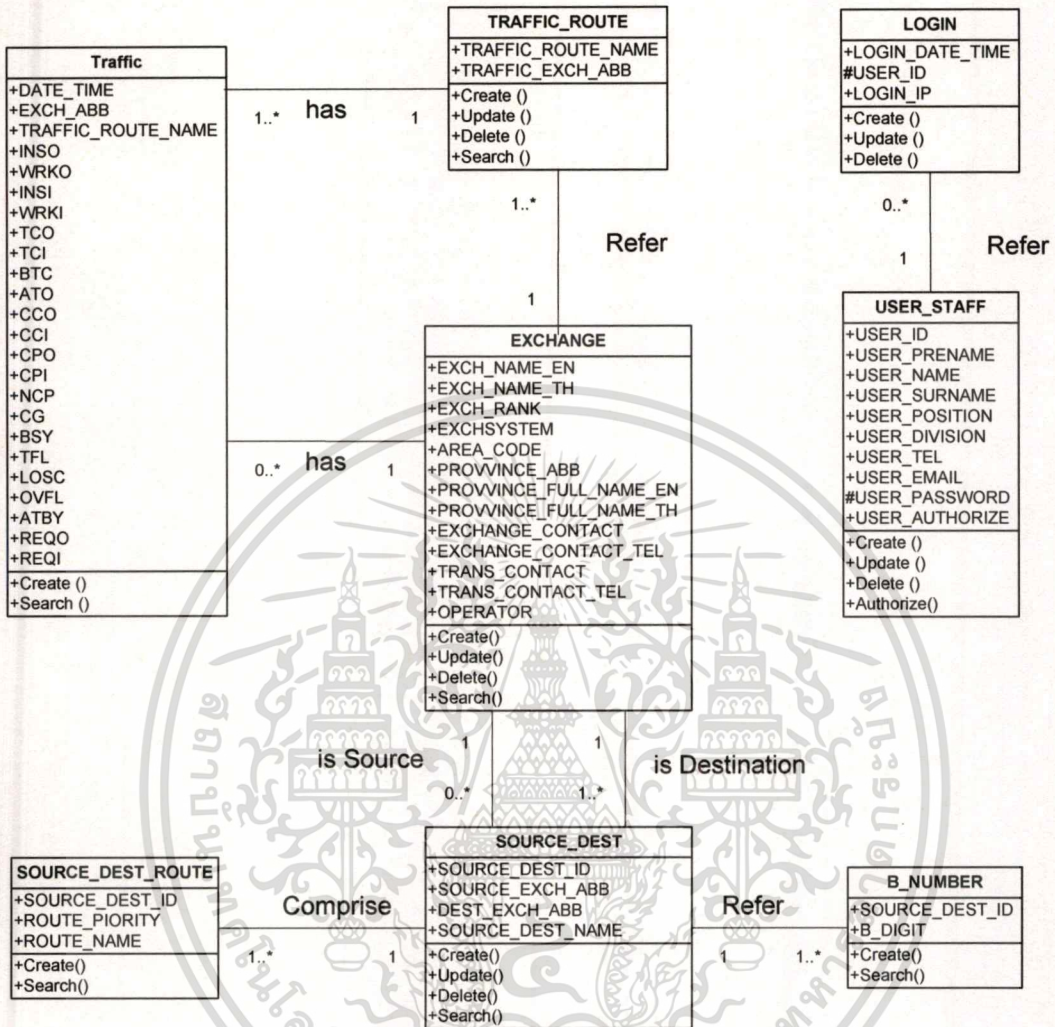 Traffic
+DATE_TIME
+EXCH_ABB
+TRAFFIC_ROUTE_NAME
+INSO
+WRKO
+INSI
+WRKI
+TCO
+TCI
+BTC
+ATO
+CCO
+CCI
+CPO
+CPI
+NCP
+CG
+BSY
+TFL
+LOSC
+OVFL
+ATBY
+REQO
+REQI
+Create ()
+Search ()
1..* has 1
TRAFFIC_ROUTE
+TRAFFIC_ROUTE_NAME
+TRAFFIC_EXCH_ABB
+Create ()
+Update ()
+Delete ()
+Search ()
1..*
Refer
1
LOGIN
+LOGIN_DATE_TIME
#USER_ID
+LOGIN_IP
+Create ()
+Update ()
+Delete ()
0..*
Refer
1
USER_STAFF
+USER_ID
+USER_PRENAME
+USER_NAME
+USER_SURNAME
+USER_POSITION
+USER_DIVISION
+USER_TEL
+USER_EMAIL
#USER_PASSWORD
+USER_AUTHORIZE
+Create ()
+Update ()
+Delete ()
+Authorize()
0..* has 1
EXCHANGE
+EXCH_NAME_EN
+EXCH_NAME_TH
+EXCH_RANK
+EXCHSYSTEM
+AREA_CODE
+PROVVINCE_ABB
+PROVVINCE_FULL_NAME_EN
+PROVVINCE_FULL_NAME_TH
+EXCHANGE_CONTACT
+EXCHANGE_CONTACT_TEL
+TRANS_CONTACT
+TRANS_CONTACT_TEL
+OPERATOR
+Create()
+Update()
+Delete()
+Search()
1 1
is Source is Destination
0..* 1..*
SOURCE_DEST_ROUTE
+SOURCE_DEST_ID
+ROUTE_PIORITY
+ROUTE_NAME
+Create()
+Search()
Comprise
1..* 1
SOURCE_DEST
+SOURCE_DEST_ID
+SOURCE_EXCH_ABB
+DEST_EXCH_ABB
+SOURCE_DEST_NAME
+Create()
+Update()
+Delete()
+Search()
Refer
1 1..*
B_NUMBER
+SOURCE_DEST_ID
+B_DIGIT
+Create()
+Search()